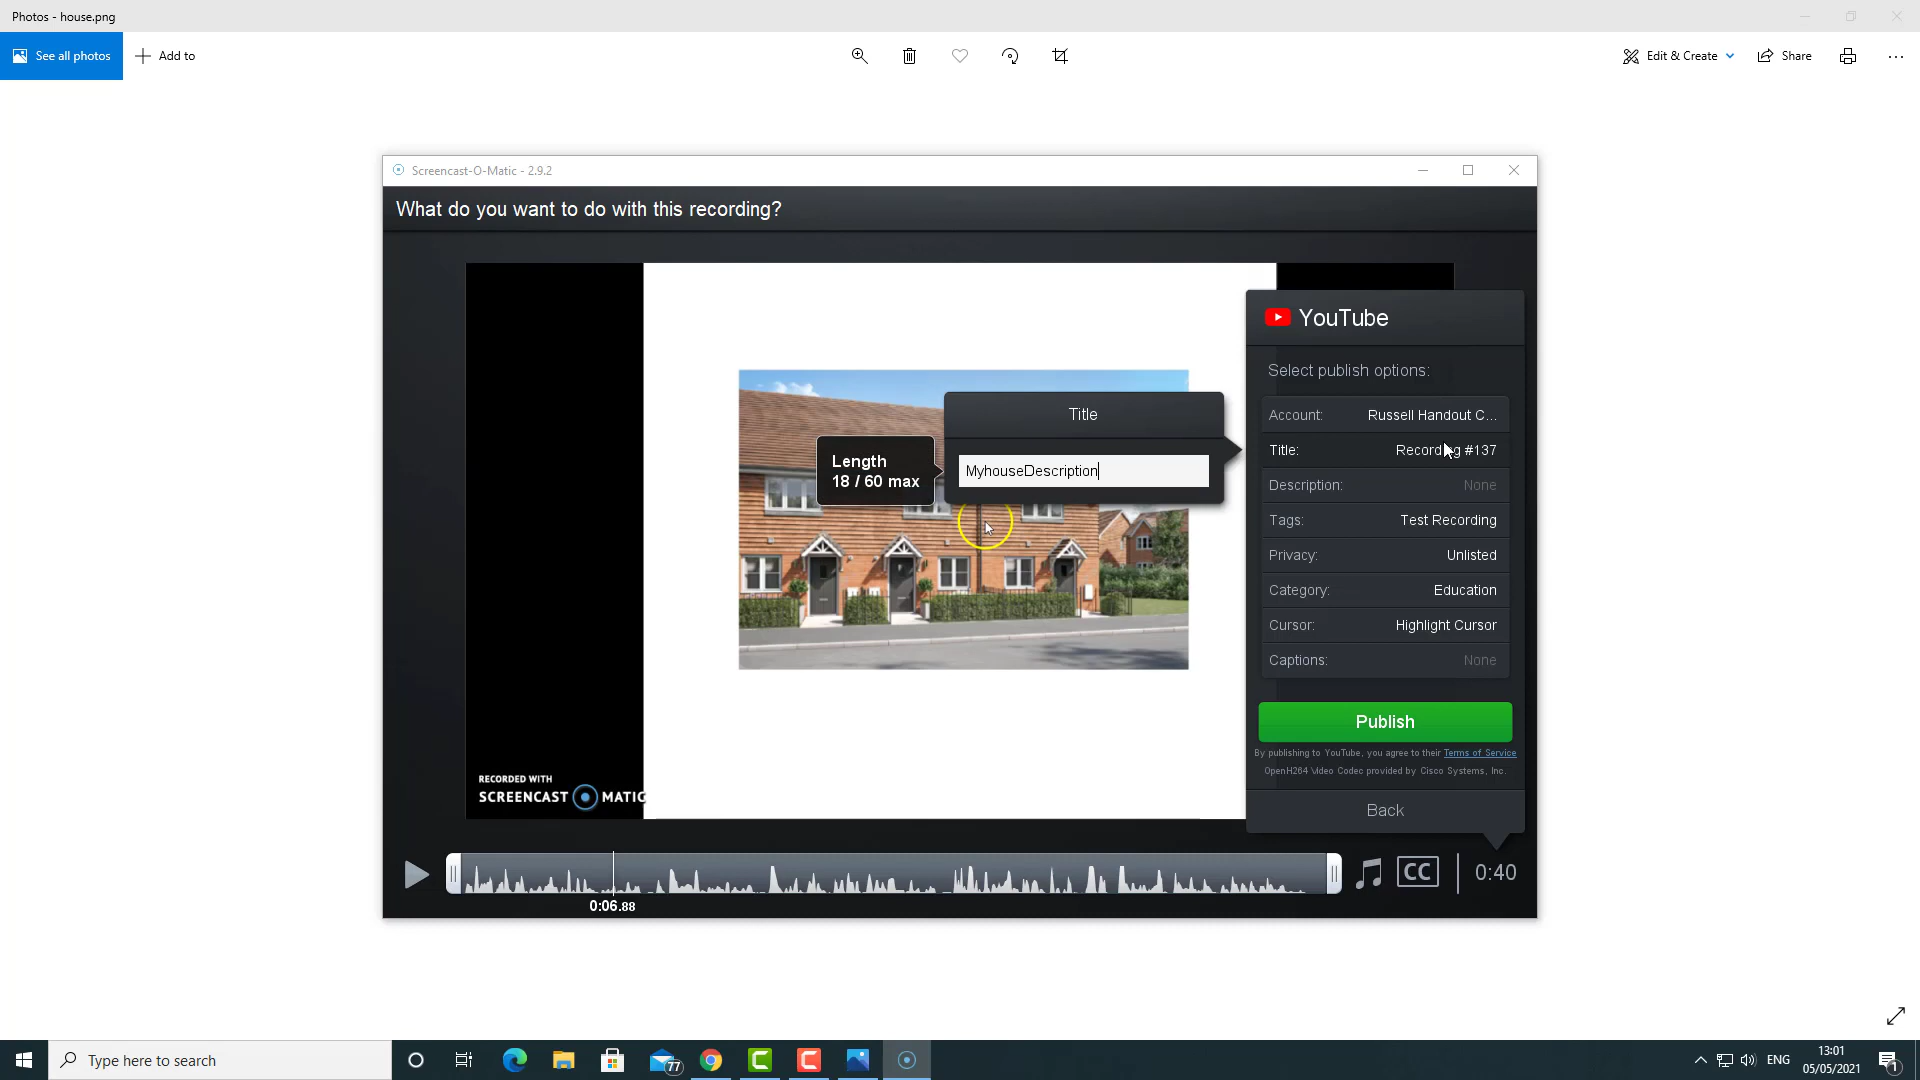 Photos - house.png
See all photos
Add to
Edit & Create
Share
Screencast-O-Matic - 2.9.2
What do you want to do with this recording?
YouTube
Select publish options:
Account: Russell Handout C...
Title: Recording #137
Description: None
Tags: Test Recording
Privacy: Unlisted
Category: Education
Cursor: Highlight Cursor
Captions: None
Title
MyhouseDescription
Length
18 / 60 max
Publish
By publishing to YouTube, you agree to their Terms of Service
OpenH264 Video Codec provided by Cisco Systems, Inc.
Back
RECORDED WITH
SCREENCAST MATIC
CC
0:40
0:06.88
Type here to search
77
ENG
13:01
05/05/2021
1